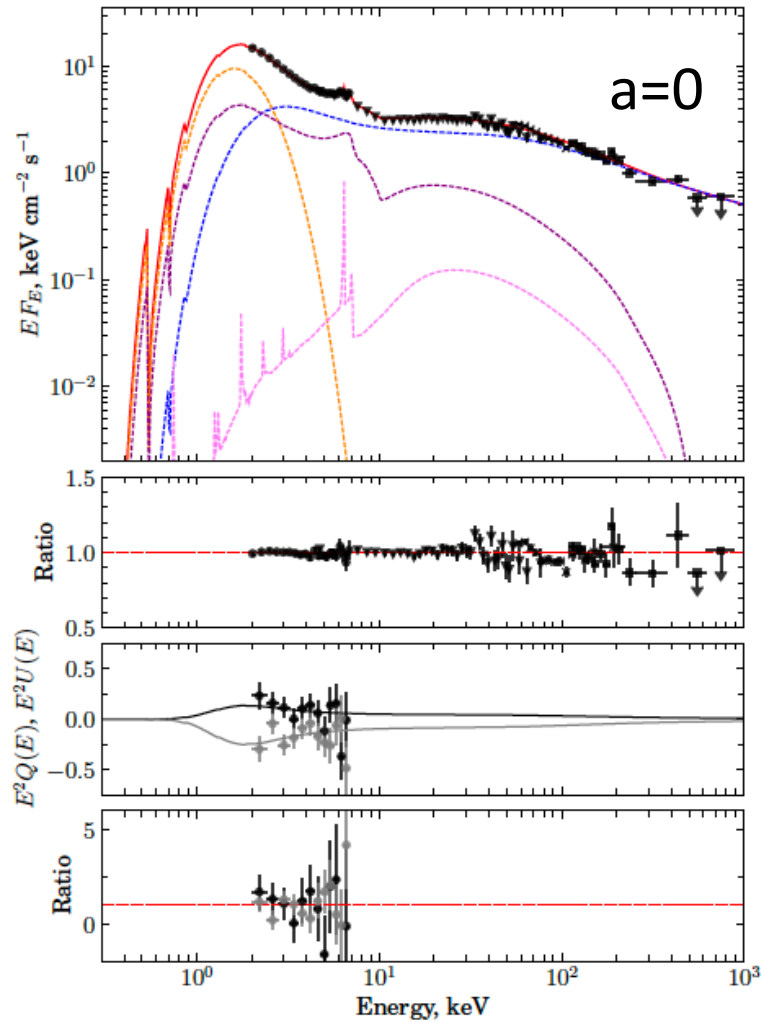 a=0
10¹
10⁰
10⁻¹
10⁻²
EF_E, keV cm⁻² s⁻¹
1.5
1.0
0.5
Ratio
0.5
0.0
−0.5
E²Q(E), E²U(E)
5
0
Ratio
10⁰ 10¹ 10² 10³
Energy, keV